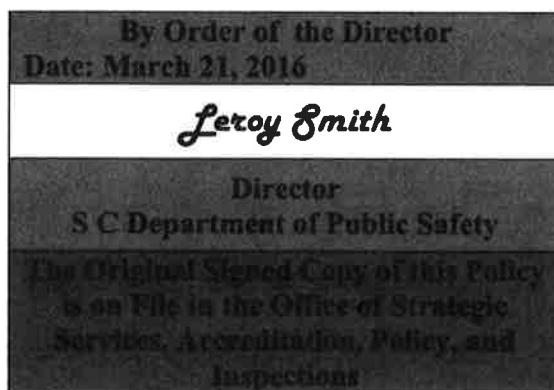 By Order of the Director
Date: March 21, 2016
Leroy Smith
Director
S C Department of Public Safety
The Original Signed Copy of this Policy
is on File in the Office of Strategic
Services, Accreditation, Policy, and
Inspections